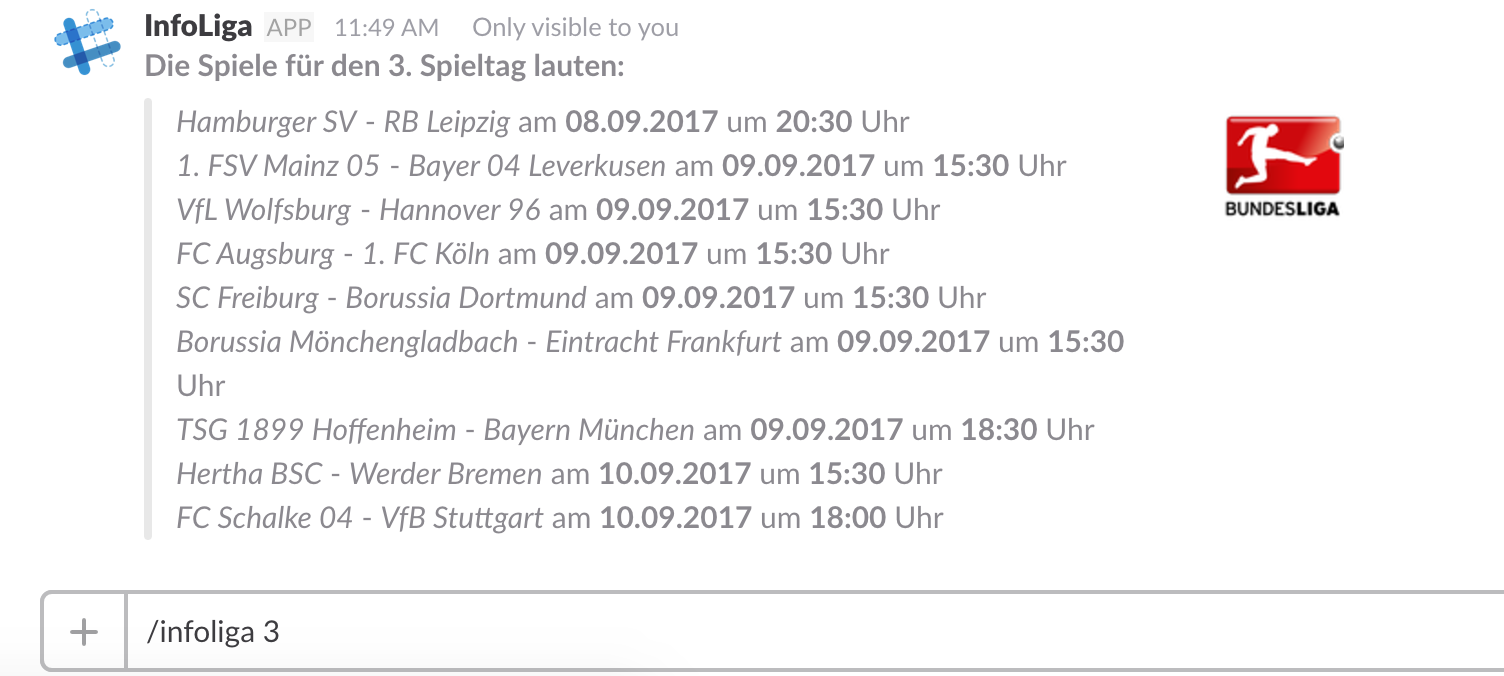 InfoLiga APP 11:49 AM Only visible to you
Die Spiele für den 3. Spieltag lauten:
Hamburger SV - RB Leipzig am 08.09.2017 um 20:30 Uhr
1. FSV Mainz 05 - Bayer 04 Leverkusen am 09.09.2017 um 15:30 Uhr
VfL Wolfsburg - Hannover 96 am 09.09.2017 um 15:30 Uhr
FC Augsburg - 1. FC Köln am 09.09.2017 um 15:30 Uhr
SC Freiburg - Borussia Dortmund am 09.09.2017 um 15:30 Uhr
Borussia Mönchengladbach - Eintracht Frankfurt am 09.09.2017 um 15:30
Uhr
TSG 1899 Hoffenheim - Bayern München am 09.09.2017 um 18:30 Uhr
Hertha BSC - Werder Bremen am 10.09.2017 um 15:30 Uhr
FC Schalke 04 - VfB Stuttgart am 10.09.2017 um 18:00 Uhr
BUNDESLIGA
/infoliga 3